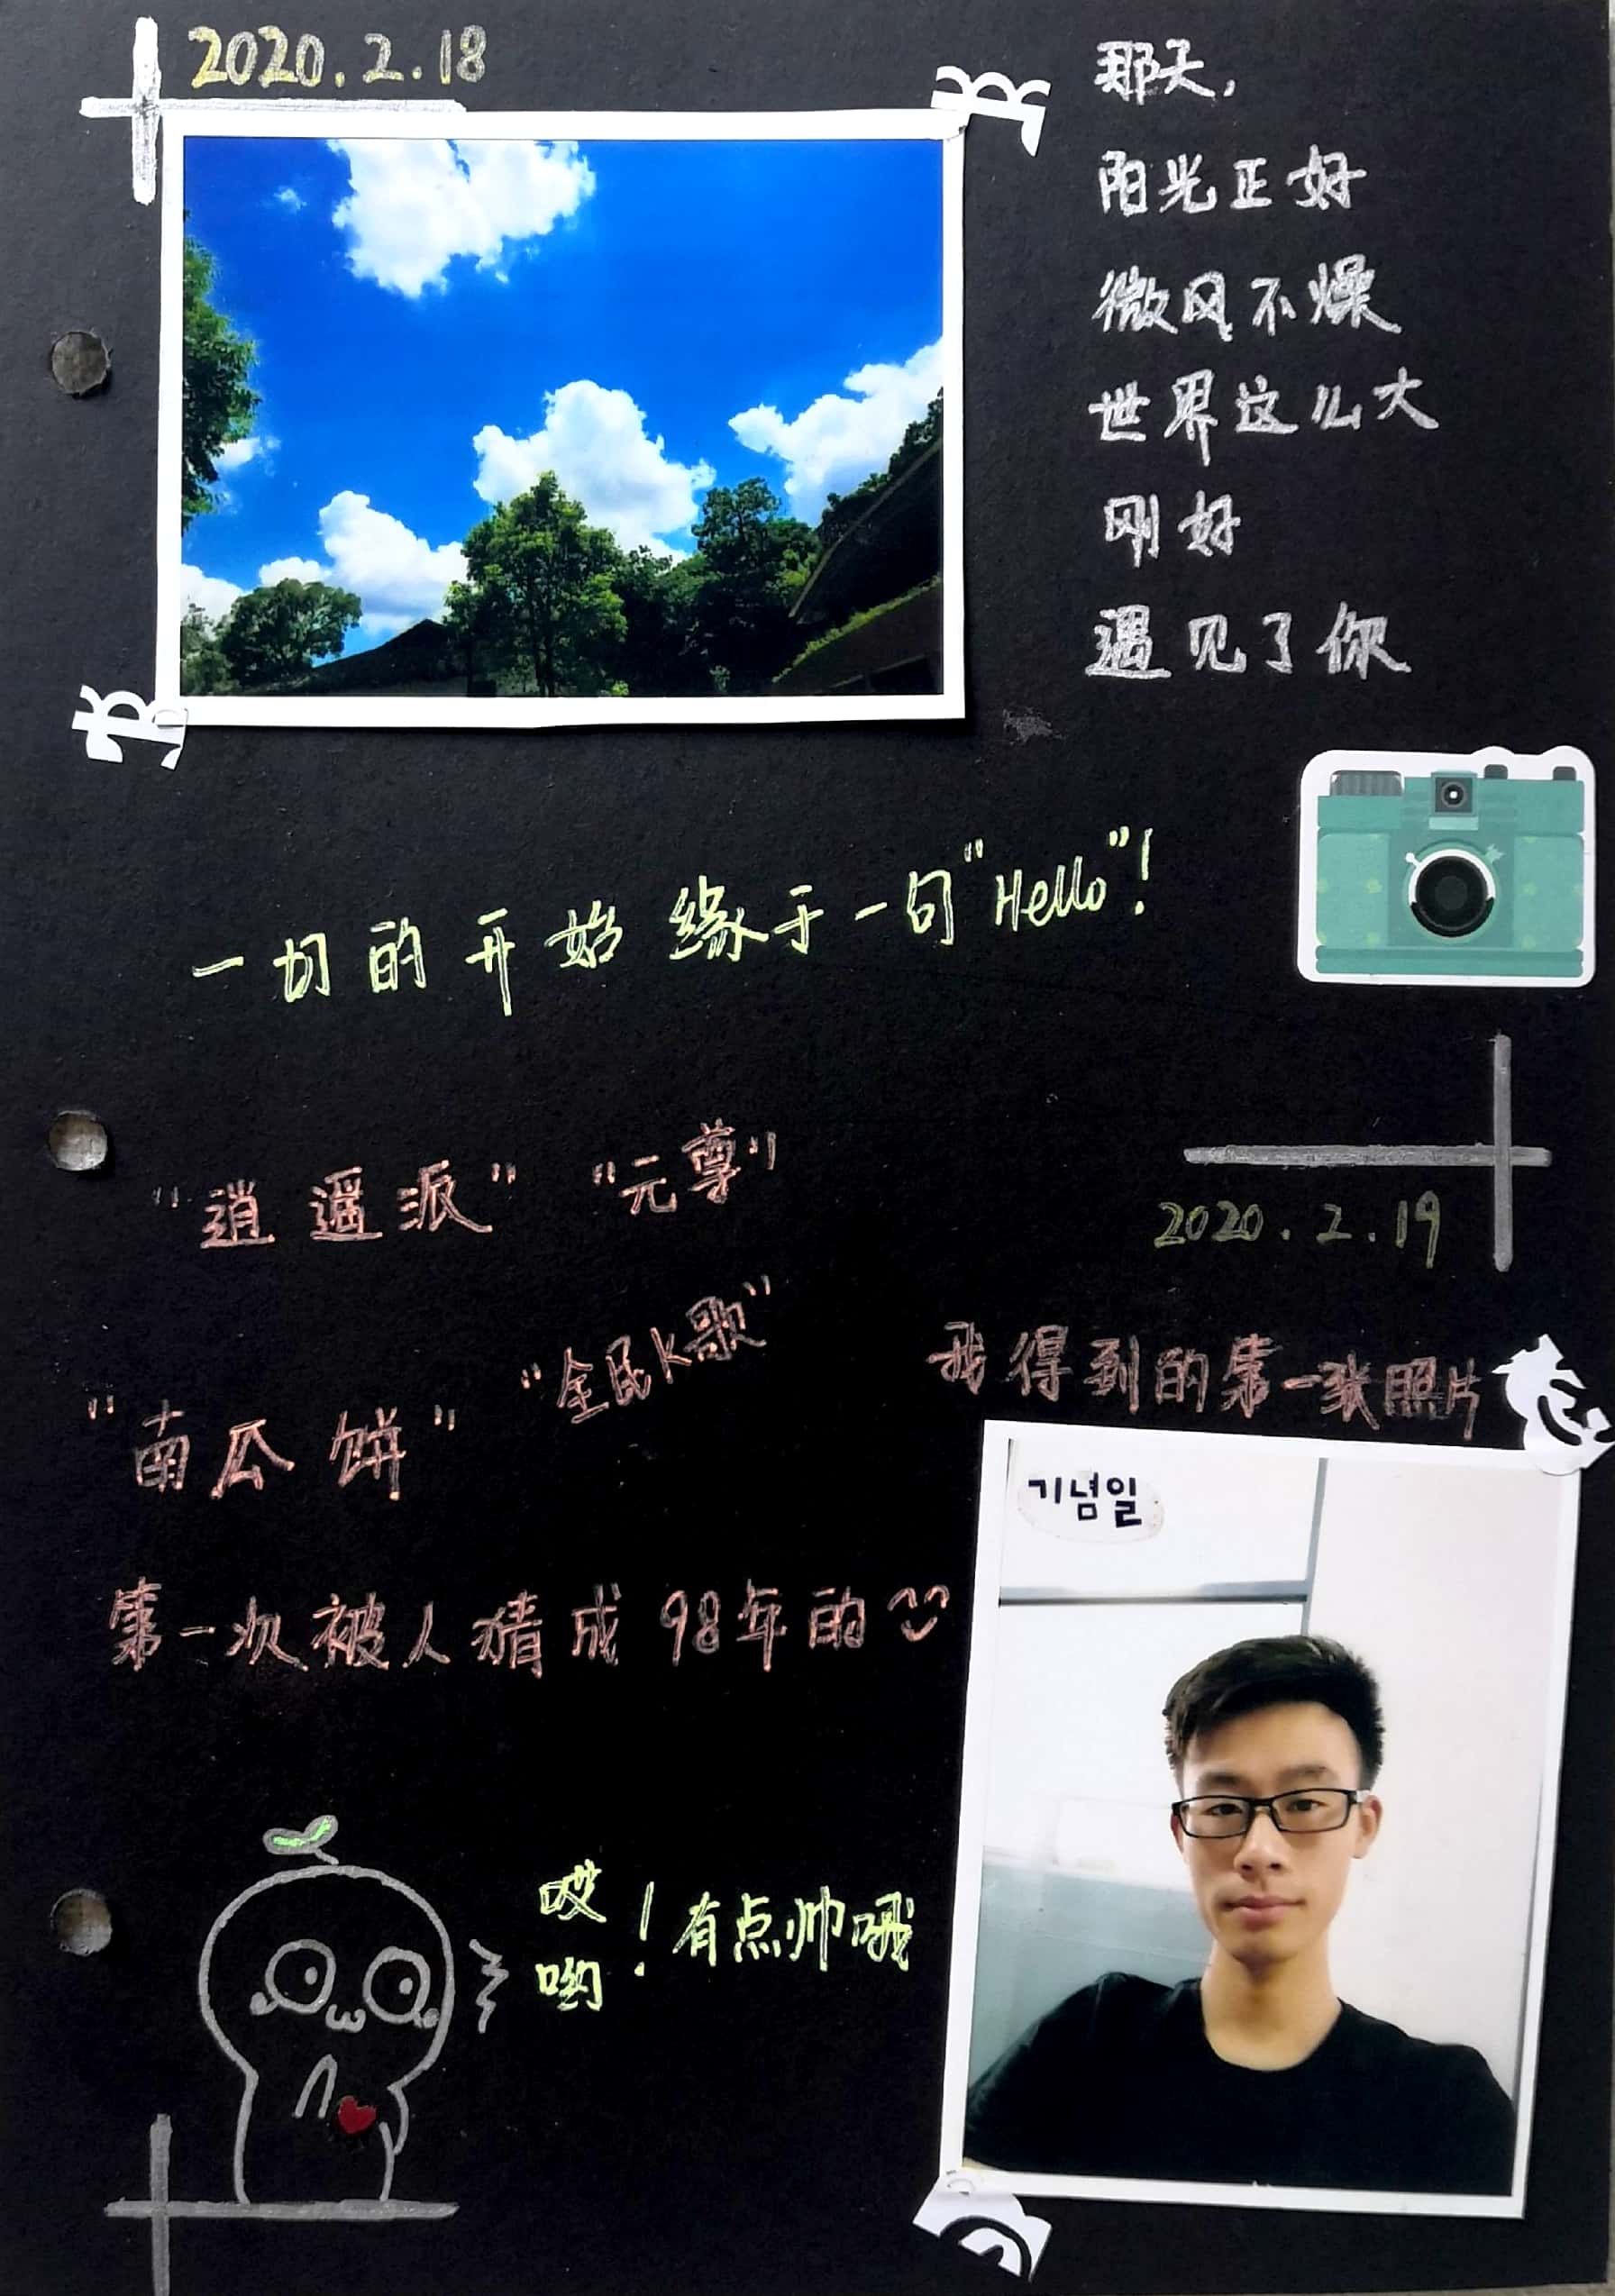 2020.2.18
那天,
阳光正好
微风不燥
世界这么大
刚好
遇见了你
一切的开始缘于一句"Hello"!
"逍遥派" "元尊"
2020.2.19
"全民K歌"
"南瓜饼"
我得到的第一张照片
기념일
第一次被人猜成98年的
哎哟!有点帅哦